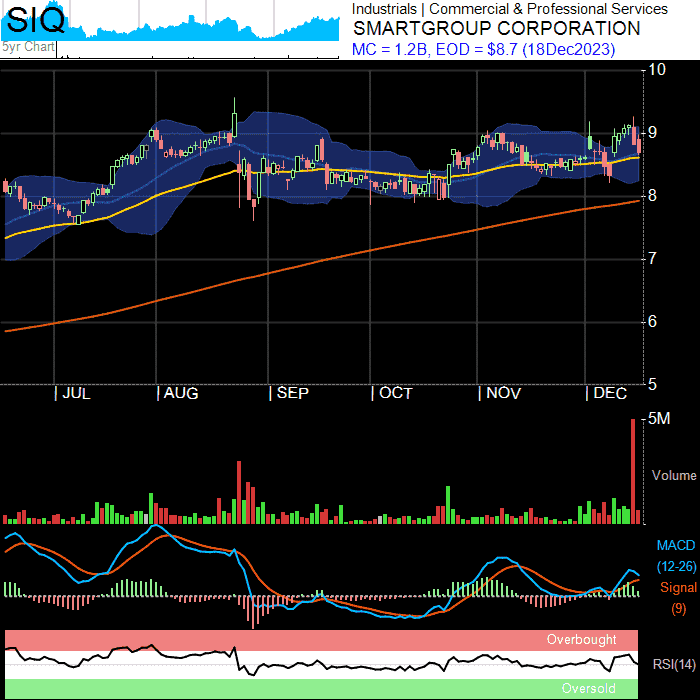 SIQ
5yr Chart
Industrials | Commercial & Professional Services
SMARTGROUP CORPORATION
MC = 1.2B, EOD = $8.7 (18Dec2023)
10
9
8
7
6
5
| JUL | AUG | SEP | OCT | NOV | DEC
5M
Volume
MACD
(12-26)
Signal
(9)
Overbought
RSI(14)
Oversold